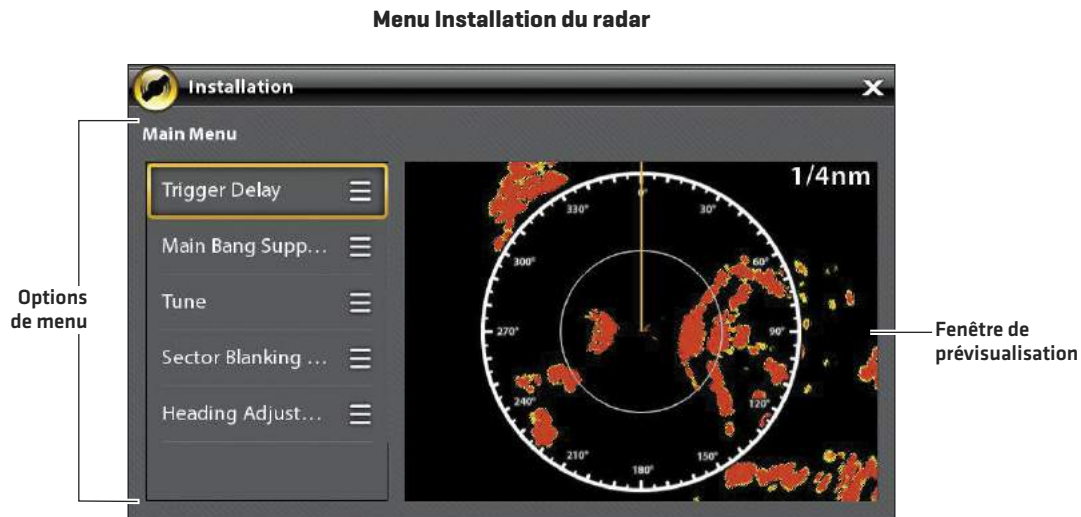 Menu Installation du radar
Installation
X
Main Menu
Trigger Delay
Main Bang Supp...
Tune
Sector Blanking ...
Heading Adjust...
Options
de menu
1/4nm
0°
30°
60°
90°
120°
150°
180°
210°
240°
270°
300°
330°
Fenêtre de
prévisualisation